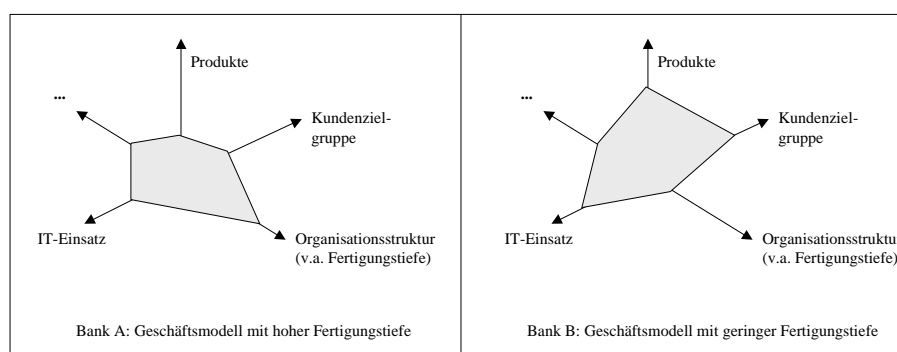 Produkte
...
Kundenziel-
gruppe
IT-Einsatz
Organisationsstruktur
(v.a. Fertigungstiefe)
Bank A: Geschäftsmodell mit hoher Fertigungstiefe
Produkte
...
Kundenziel-
gruppe
IT-Einsatz
Organisationsstruktur
(v.a. Fertigungstiefe)
Bank B: Geschäftsmodell mit geringer Fertigungstiefe